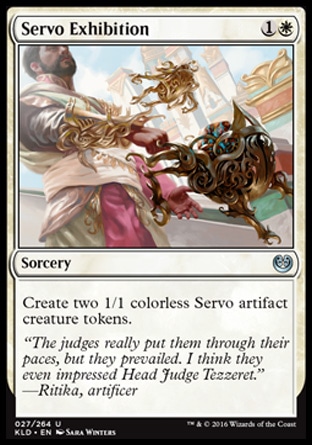 Servo Exhibition 1
Sorcery
Create two 1/1 colorless Servo artifact
creature tokens.
“The judges really put them through their
paces, but they prevailed. I think they
even impressed Head Judge Tezzeret.”
—Ritika, artificer
027/264 U
KLD • EN Sara Winters ™ & © 2016 Wizards of the Coast